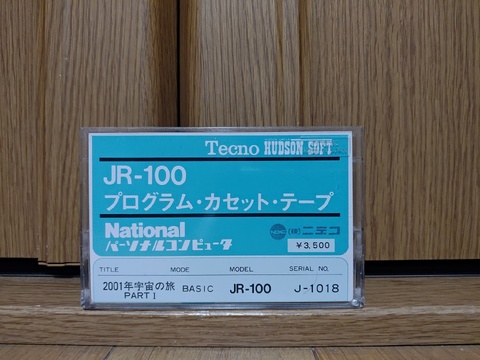 Tecno HUDSON SOFT
JR-100
プログラム・カセット・テープ
National
パーソナルコンピュータ
(株)ニデコ
¥3,500
TITLE MODE MODEL SERIAL NO.
2001年宇宙の旅 BASIC JR-100 J-1018
PART I